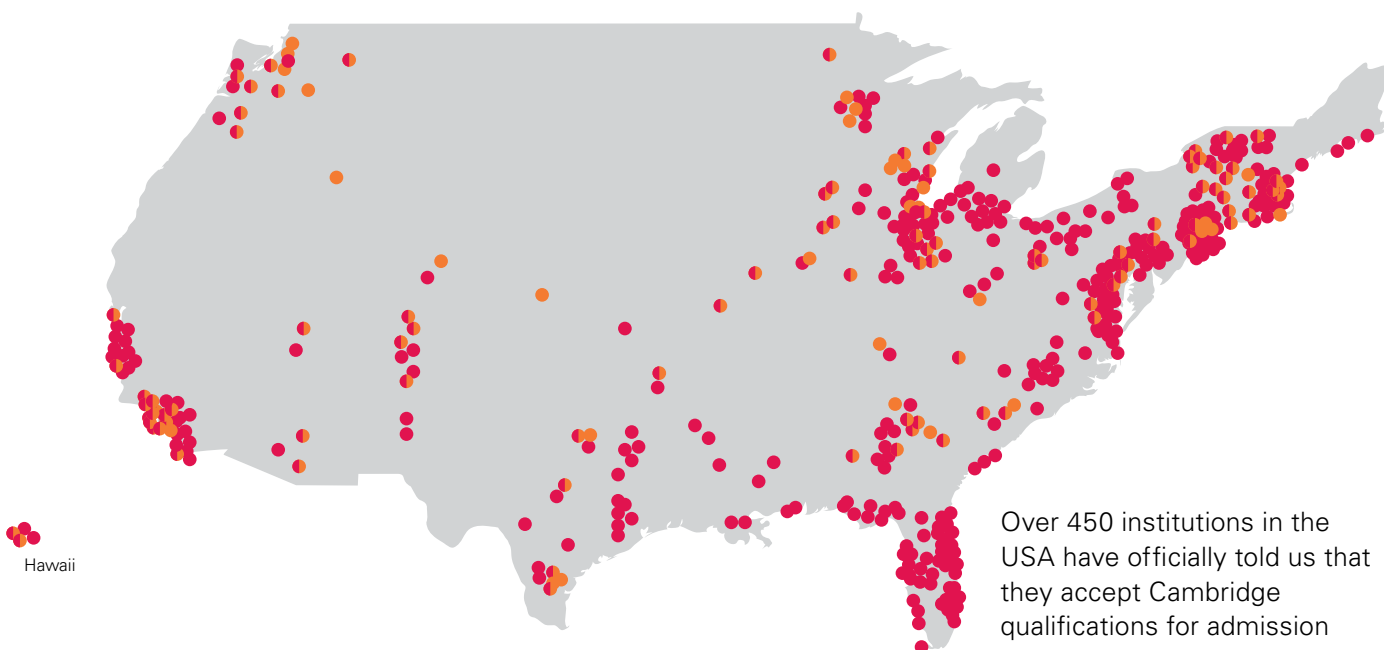 Hawaii
Over 450 institutions in the
USA have officially told us that
they accept Cambridge
qualifications for admission